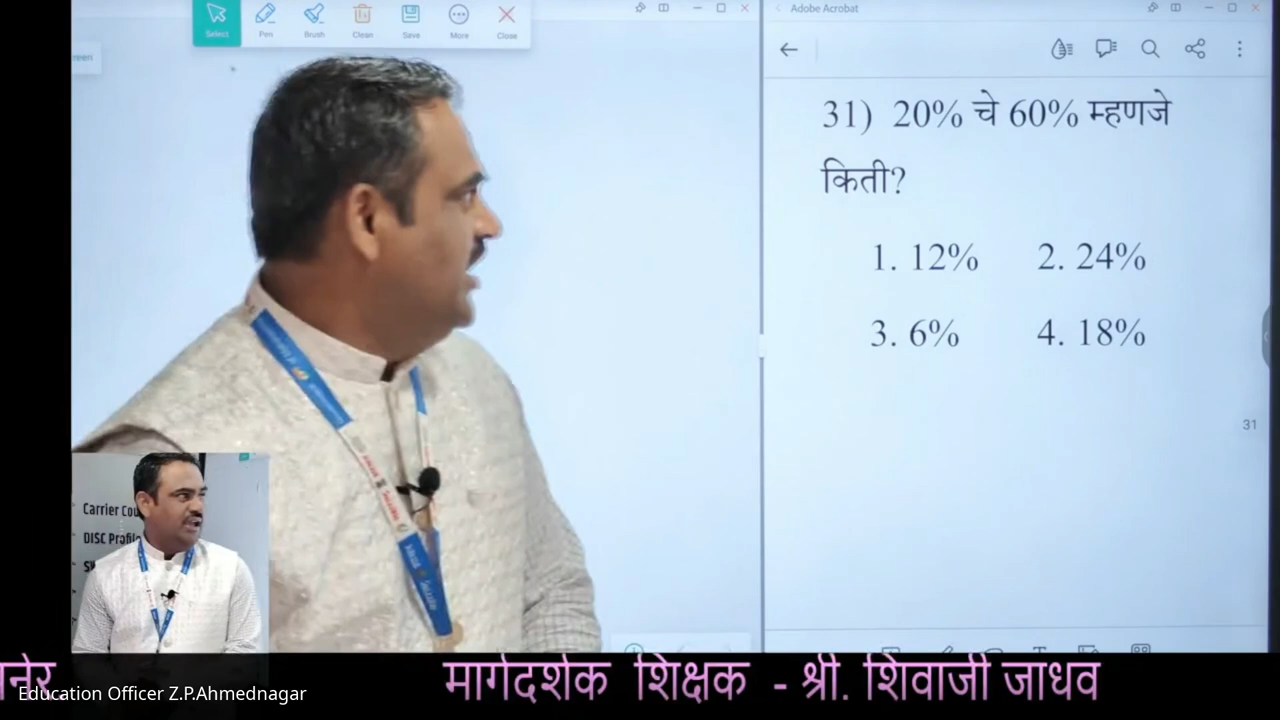 Select Pen Brush Clean Save More Close
Adobe Acrobat
31) 20% चे 60% म्हणजे
किती?
1. 12% 2. 24%
3. 6% 4. 18%
31
Carrier Cou
DISC Profile
नेर मार्गदर्शक शिक्षक - श्री. शिवाजी जाधव
Education Officer Z.P.Ahmednagar